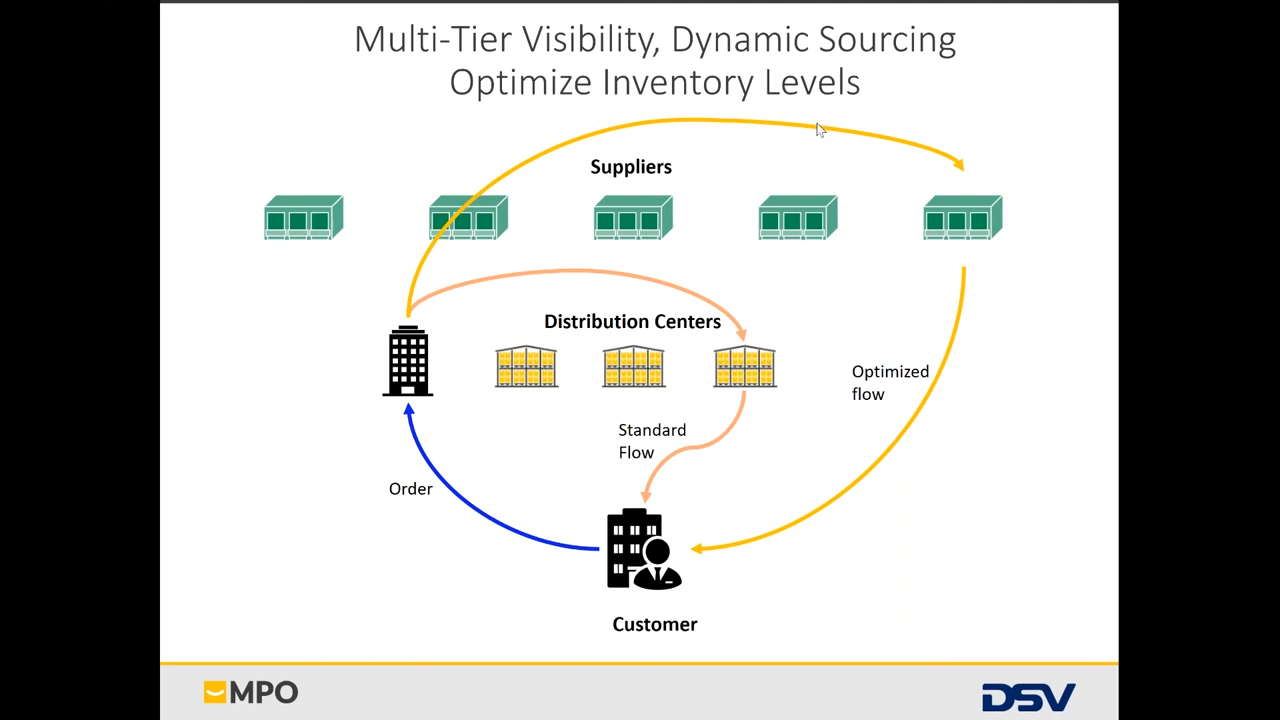 Multi-Tier Visibility, Dynamic Sourcing
Optimize Inventory Levels
Suppliers
Distribution Centers
Optimized
flow
Standard
Flow
Order
Customer
MPO
DSV